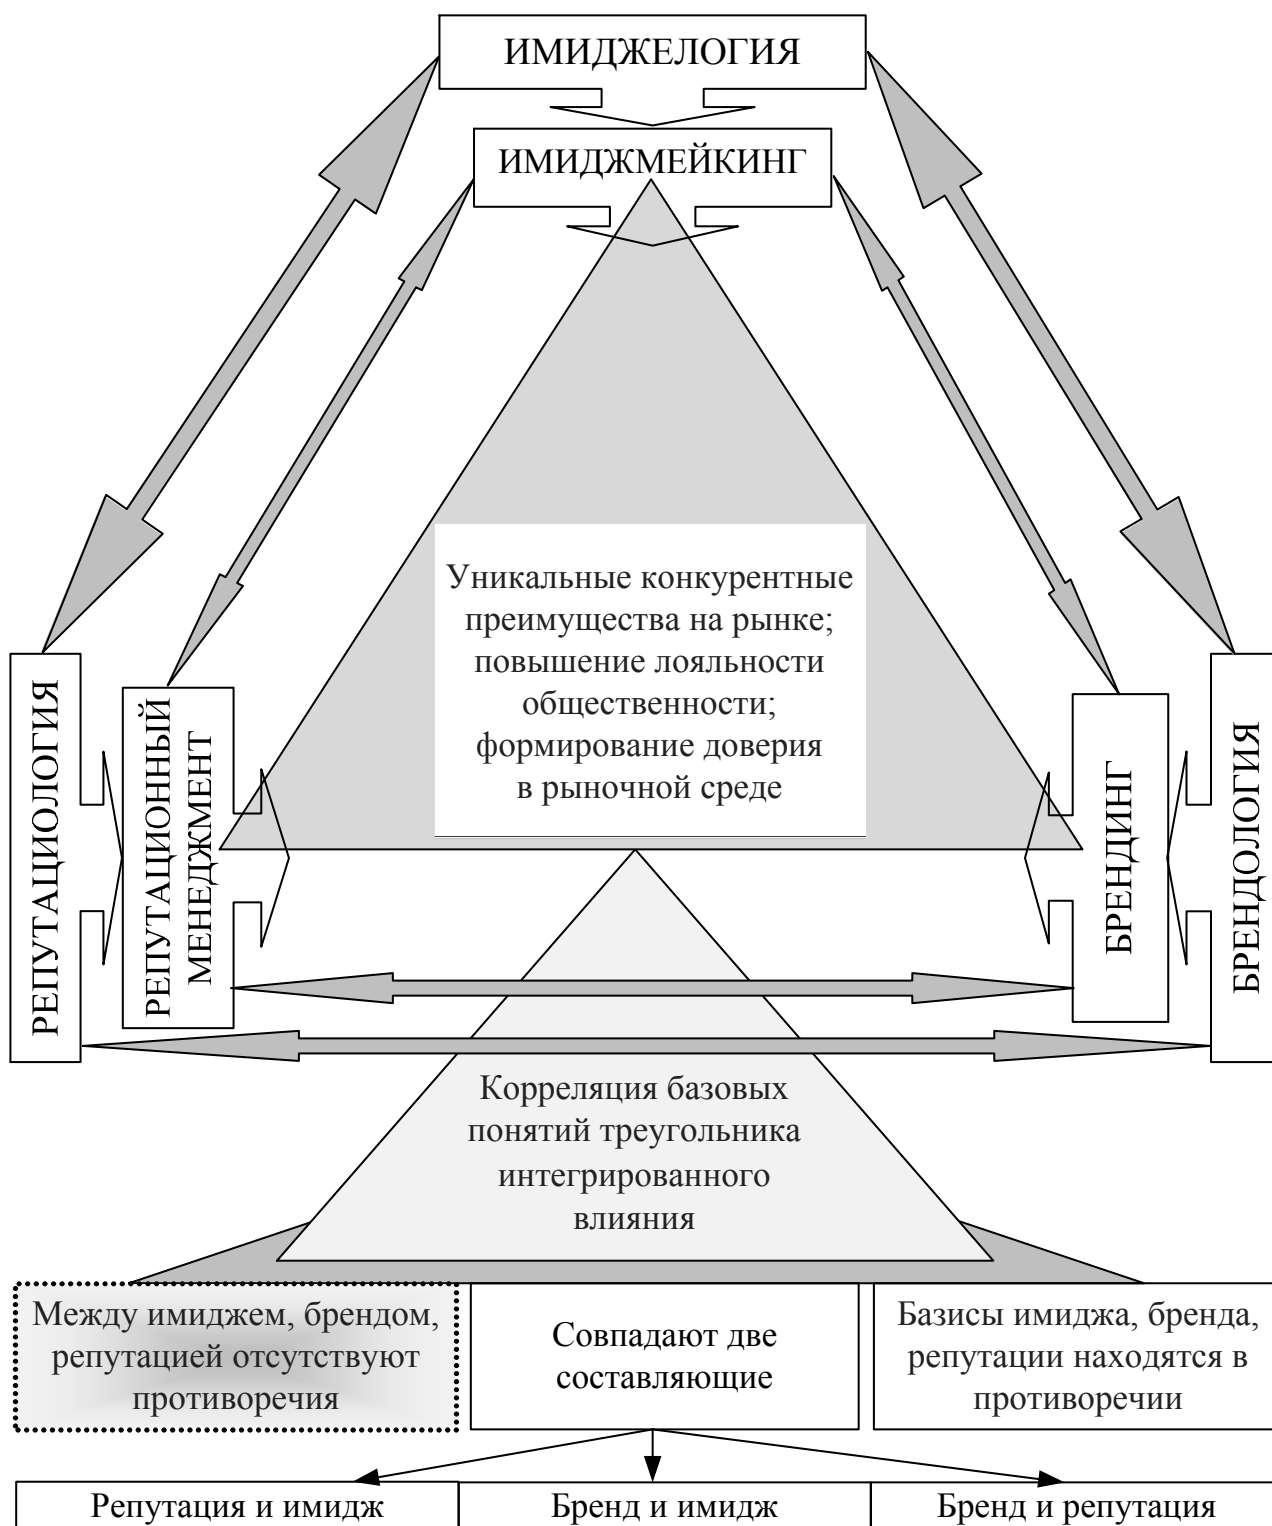 ИМИДЖЕЛОГИЯ
ИМИДЖМЕЙКИНГ
Уникальные конкурентные
преимущества на рынке;
повышение лояльности
общественности;
формирование доверия
в рыночной среде
РЕПУТАЦИОЛОГИЯ
РЕПУТАЦИОННЫЙ
МЕНЕДЖМЕНТ
БРЕНДИНГ
БРЕНДОЛОГИЯ
Корреляция базовых
понятий треугольника
интегрированного
влияния
Между имиджем, брендом,
репутацией отсутствуют
противоречия
Совпадают две
составляющие
Базисы имиджа, бренда,
репутации находятся в
противоречии
Репутация и имидж
Бренд и имидж
Бренд и репутация